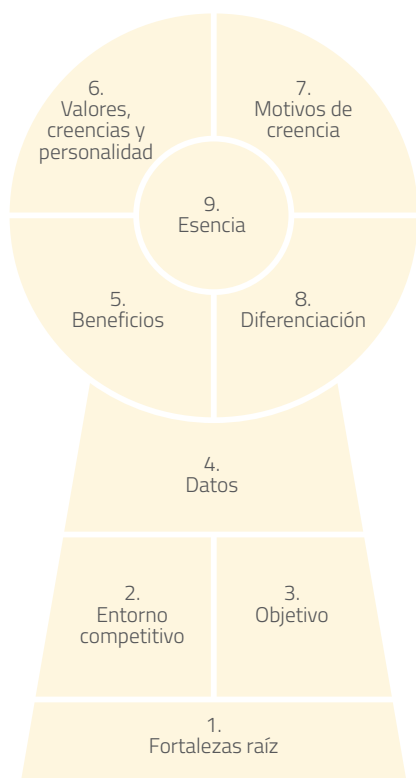 6.
Valores,
creencias y
personalidad
7.
Motivos de
creencia
9.
Esencia
5.
Beneficios
8.
Diferenciación
4.
Datos
2.
Entorno
competitivo
3.
Objetivo
1.
Fortalezas raíz